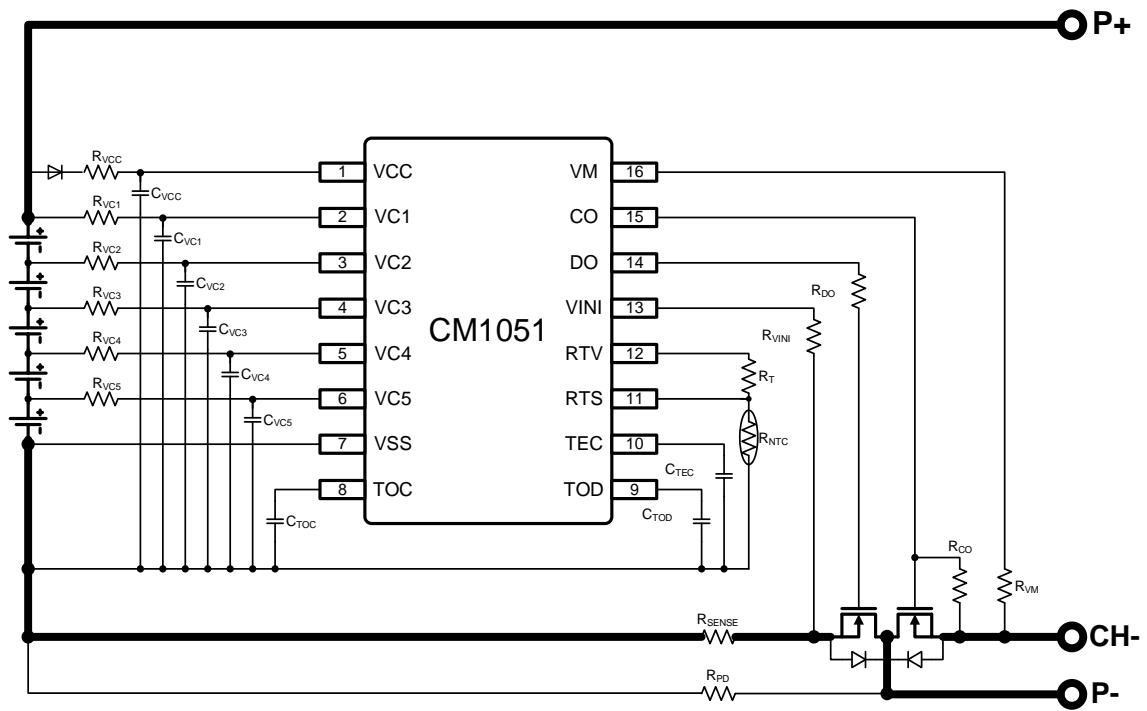 P+
RVCC
CVCC
1 VCC
VM 16
RVC1
CVC1
2 VC1
CO 15
RVC2
CVC2
3 VC2
DO 14
RDO
RVC3
CVC3
4 VC3
VINI 13
RVINI
CM1051
RVC4
CVC4
5 VC4
RTV 12
RT
RVC5
CVC5
6 VC5
RTS 11
RNTC
7 VSS
TEC 10
CTEC
8 TOC
TOD 9
CTOC
CTOD
RCO
RVM
RSENSE
CH-
RPD
P-